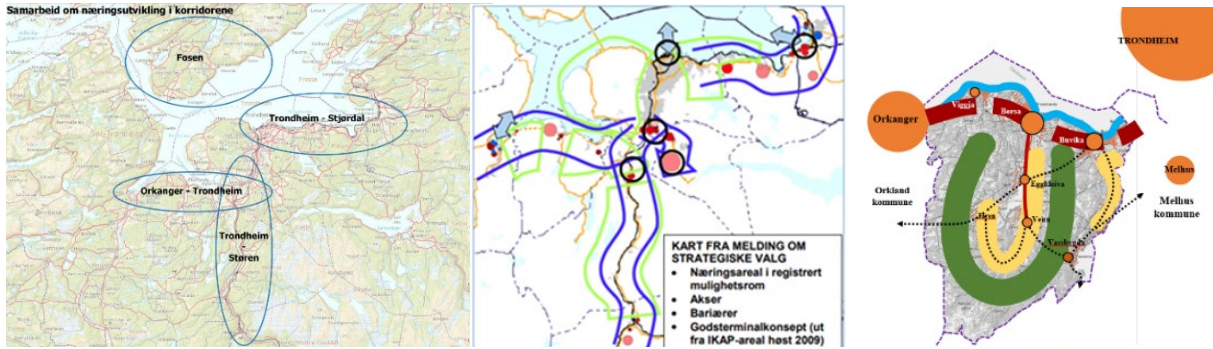 Samarbeid om næringsutvikling i korridorene
Fosen
Trondheim - Stjørdal
Orkanger - Trondheim
Trondheim
-
Støren
KART FRA MELDING OM
STRATEGISKE VALG
• Næringsareal i registrert
mulighetsrom
• Akser
• Bariærer
• Godsterminalkonsept (ut
fra IKAP-areal høst 2009)
TRONDHEIM
Viggja
Orkanger
Børsa
Buvika
Melhus
Eggkleiva
Orkland
kommune
Melhus
kommune
Venn